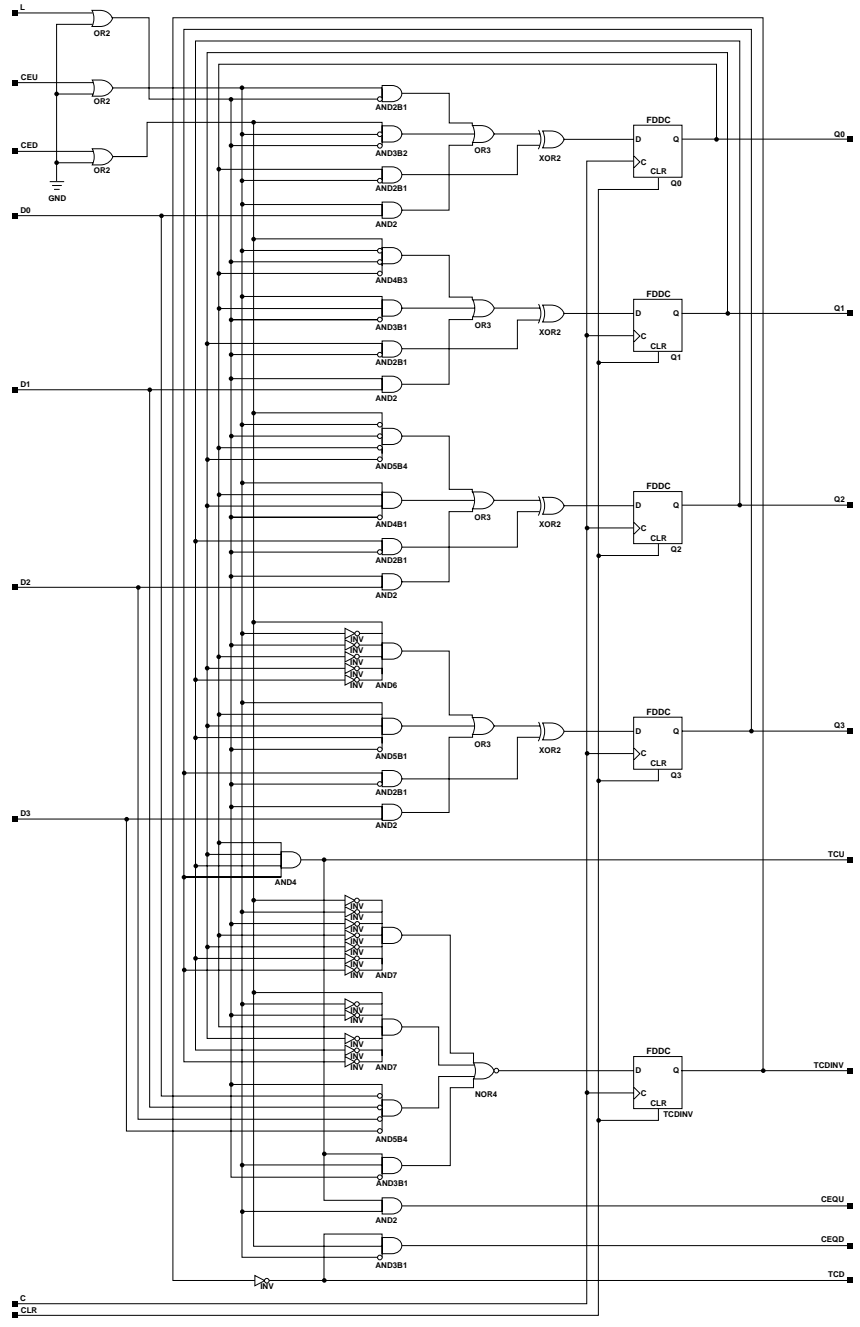 L
OR2
CEU
OR2
AND2B1
CED
OR2
AND3B2
OR3
XOR2
FDDC
D
Q
C
CLR
Q0
Q0
GND
AND2B1
D0
AND2
AND4B3
AND3B1
OR3
XOR2
FDDC
D
Q
C
CLR
Q1
Q1
AND2B1
D1
AND2
AND5B4
AND4B1
OR3
XOR2
FDDC
D
Q
C
CLR
Q2
Q2
AND2B1
D2
AND2
INV
INV
INV
INV
INV
AND6
AND5B1
OR3
XOR2
FDDC
D
Q
C
CLR
Q3
Q3
AND2B1
D3
AND2
AND4
TCU
INV
INV
INV
INV
INV
INV
INV
AND7
INV
INV
INV
INV
INV
AND7
NOR4
FDDC
D
Q
C
CLR
TCDINV
TCDINV
AND5B4
AND3B1
AND2
CEQU
AND3B1
CEQD
INV
TCD
C
CLR